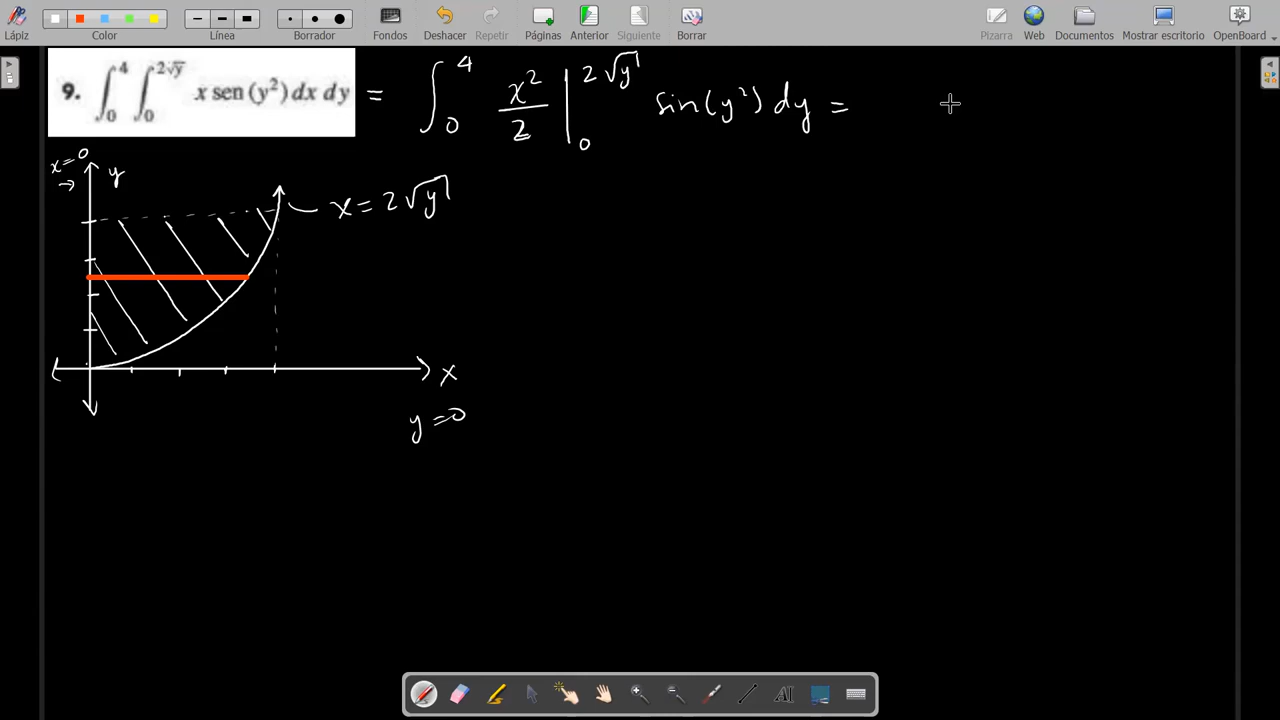 Lápiz Color Línea Borrador Fondos Deshacer Repetir Páginas Anterior Siguiente Borrar Pizarra Web Documentos Mostrar escritorio OpenBoard
9. ∫₀⁴ ∫₀^{2√y} x sen (y²) dx dy = ∫₀⁴ x²/2 |₀^{2√y} sin(y²) dy =
x=0
y
x = 2√y
x
y=0
AI